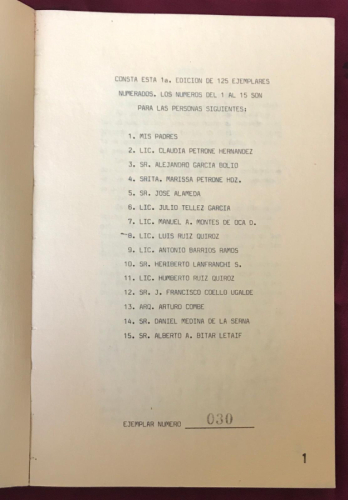 CONSTA ESTA 1a. EDICION DE 125 EJEMPLARES
NUMERADOS. LOS NUMEROS DEL 1 AL 15 SON
PARA LAS PERSONAS SIGUIENTES:
1. MIS PADRES
2. LIC. CLAUDIA PETRONE HERNANDEZ
3. SR. ALEJANDRO GARCIA BOLIO
4. SRITA. MARISSA PETRONE HDZ.
5. SR. JOSE ALAMEDA
6. LIC. JULIO TELLEZ GARCIA
7. LIC. MANUEL A. MONTES DE OCA O.
8. LIC. LUIS RUIZ QUIROZ
9. LIC. ANTONIO BARRIOS RAMOS
10. SR. HERIBERTO LANFRANCHI S.
11. LIC. HUMBERTO RUIZ QUIROZ
12. SR. J. FRANCISCO COELLO UGALDE
13. ARQ. ARTURO COMBE
14. SR. DANIEL MEDINA DE LA SERNA
15. SR. ALBERTO A. BITAR LETAIF
EJEMPLAR NUMERO 030
1